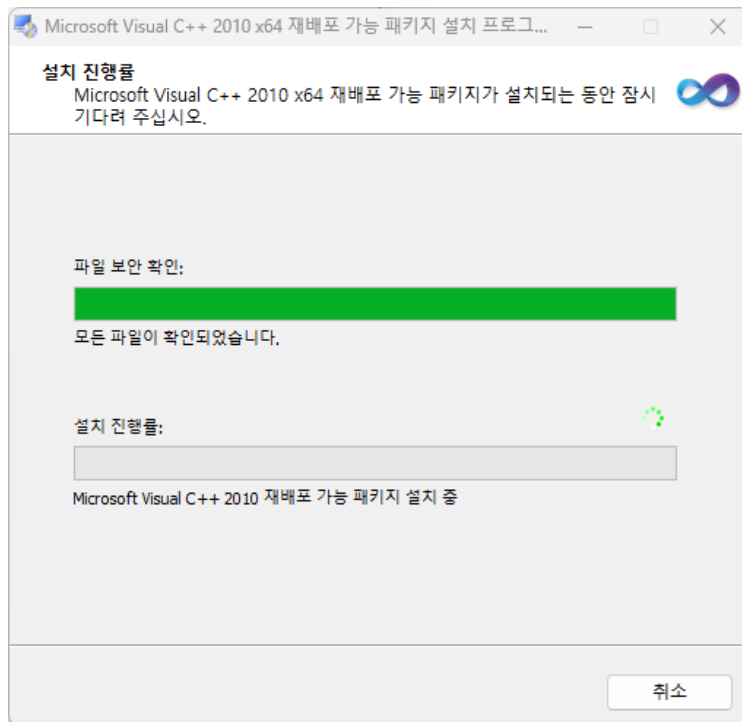 Microsoft Visual C++ 2010 x64 재배포 가능 패키지 설치 프로그...
설치 진행률
Microsoft Visual C++ 2010 x64 재배포 가능 패키지가 설치되는 동안 잠시
기다려 주십시오.
파일 보안 확인:
모든 파일이 확인되었습니다.
설치 진행률:
Microsoft Visual C++ 2010 재배포 가능 패키지 설치 중
취소